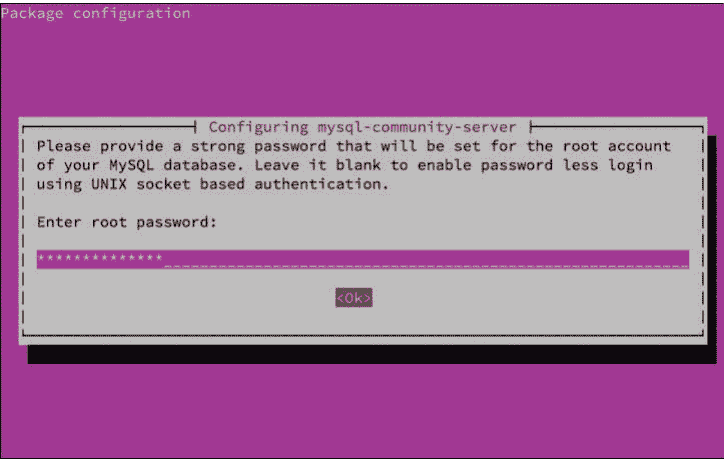 Package configuration
Configuring mysql-community-server
Please provide a strong password that will be set for the root account
of your MySQL database. Leave it blank to enable password less login
using UNIX socket based authentication.
Enter root password:
**************
<Ok>